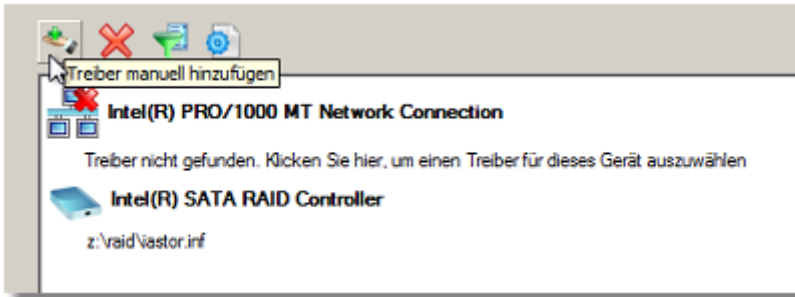 Treiber manuell hinzufügen
Intel(R) PRO/1000 MT Network Connection
Treiber nicht gefunden. Klicken Sie hier, um einen Treiber für dieses Gerät auszuwählen
Intel(R) SATA RAID Controller
z:\raid\iastor.inf